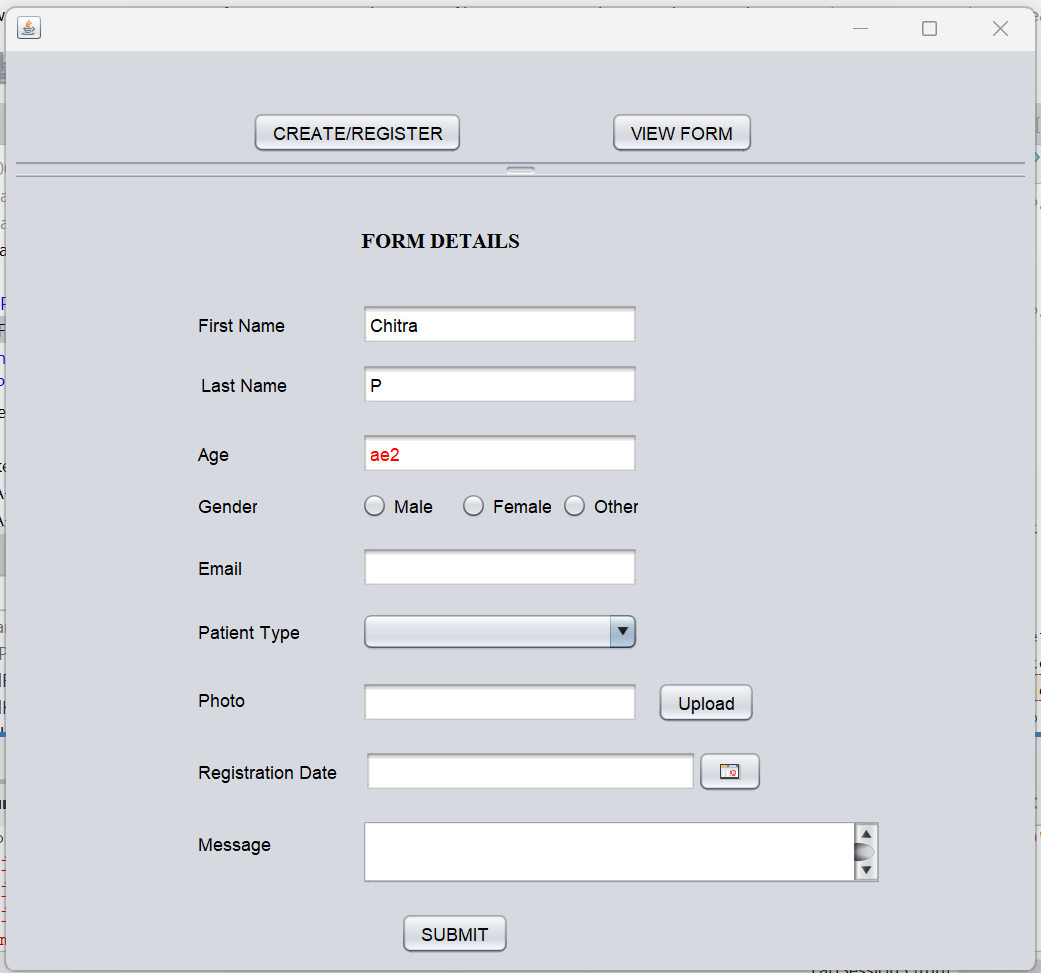 CREATE/REGISTER VIEW FORM
FORM DETAILS
First Name Chitra
Last Name P
Age ae2
Gender Male Female Other
Email
Patient Type
Photo Upload
Registration Date
Message
SUBMIT